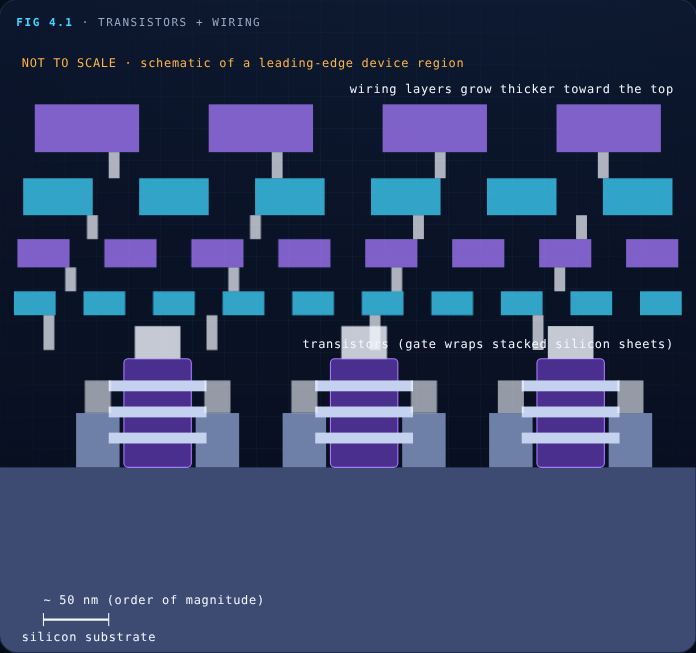 FIG 4.1 · TRANSISTORS + WIRING
NOT TO SCALE · schematic of a leading-edge device region
wiring layers grow thicker toward the top
transistors (gate wraps stacked silicon sheets)
~ 50 nm (order of magnitude)
silicon substrate